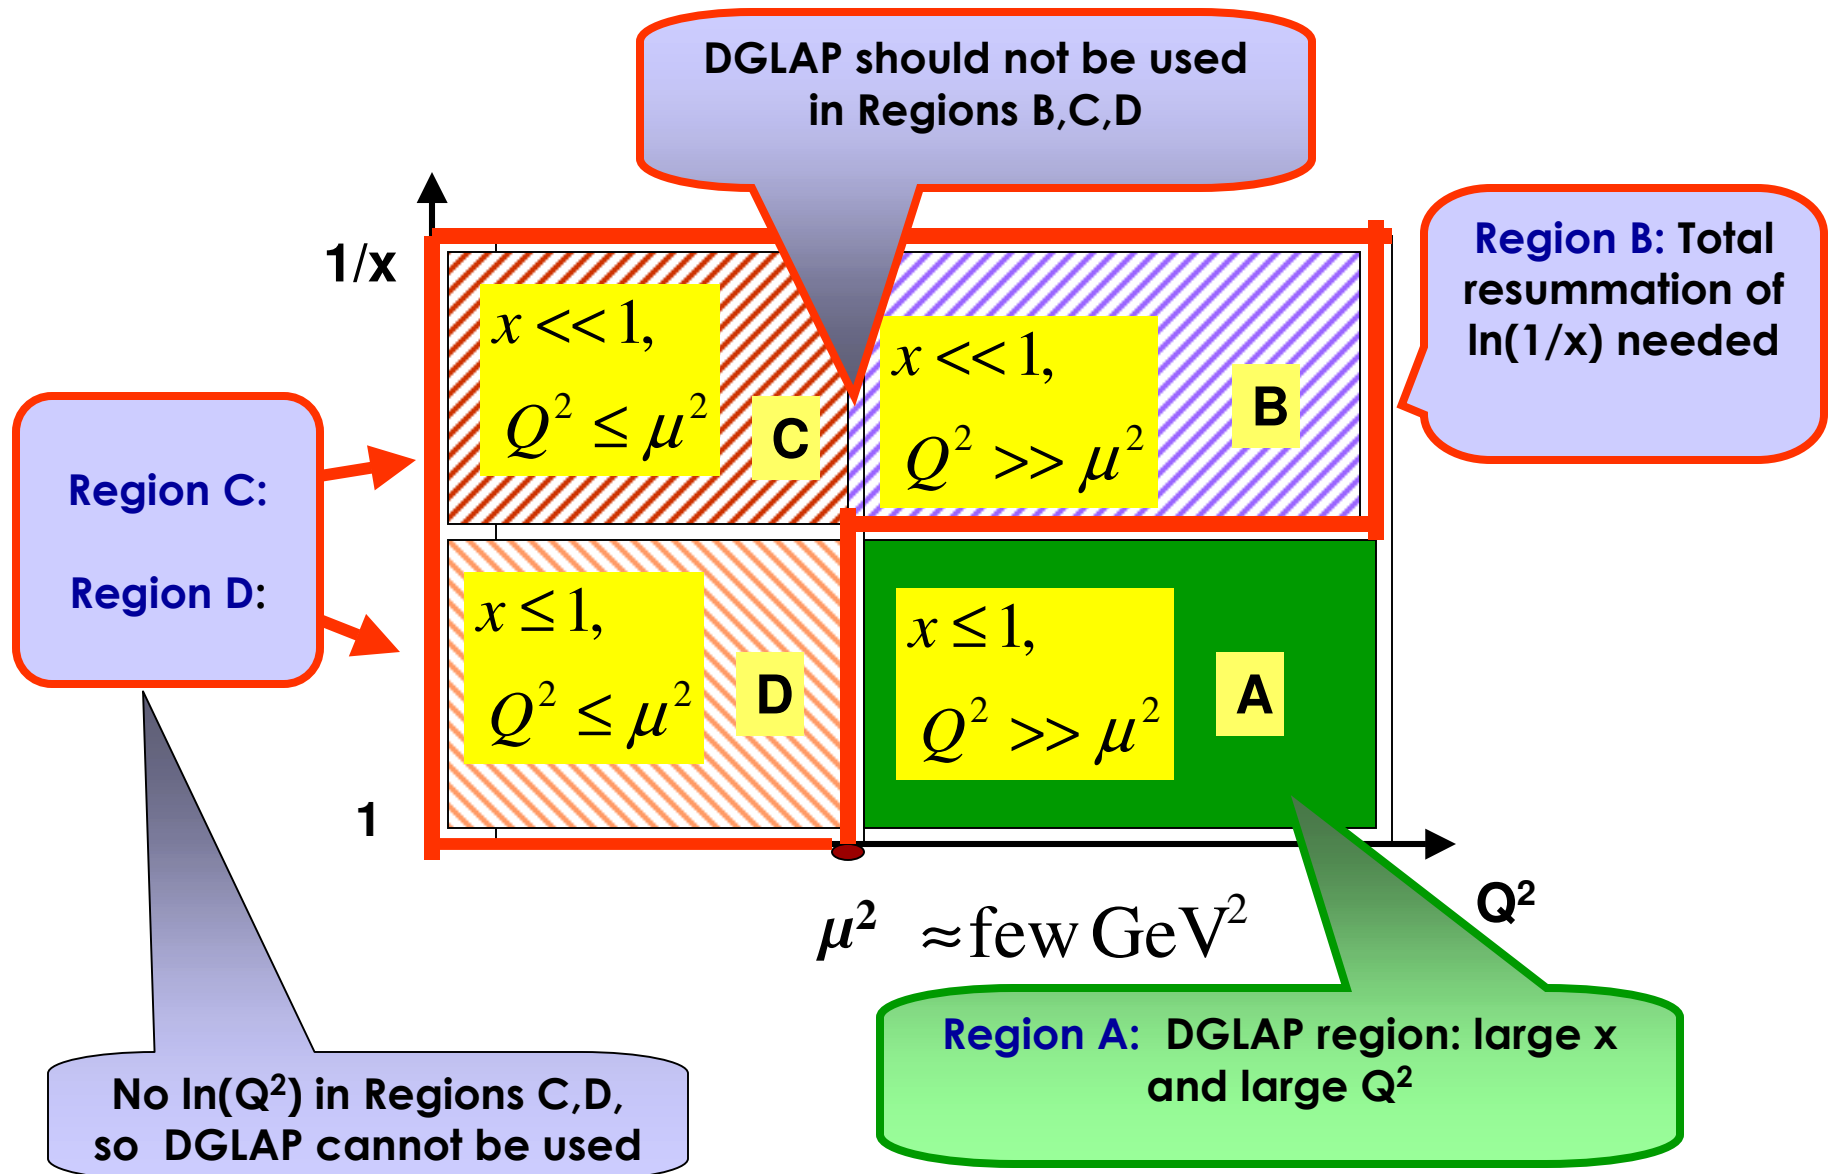 DGLAP should not be used
in Regions B,C,D
1/x
Region B: Total
resummation of
ln(1/x) needed
x << 1,
Q² ≤ μ²
C
x << 1,
Q² >> μ²
B
Region C:
Region D:
x ≤ 1,
Q² ≤ μ²
D
x ≤ 1,
Q² >> μ²
A
1
μ² ≈ few GeV²
Q²
Region A: DGLAP region: large x
and large Q²
No ln(Q²) in Regions C,D,
so DGLAP cannot be used